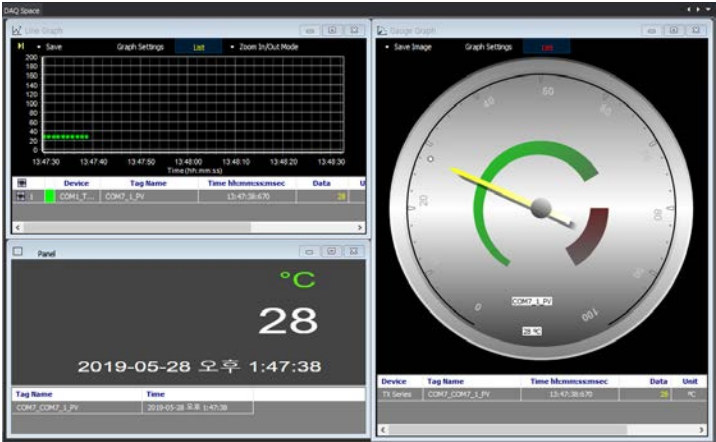 DAQ Space
Line Graph
Save Graph Settings List Zoom In/Out Mode
200
180
160
140
120
100
80
60
40
20
0
13:47:30 13:47:40 13:47:50 13:48:00 13:48:10 13:48:20 13:48:30
Time(hh:mm:ss)
Device Tag Name Time hh:mm:ss:msec Data U
1 COM1_T... COM7_1_PV 13:47:38:670 28
Panel
°C
28
2019-05-28 오후 1:47:38
Tag Name Time
COM7_COM7_1_PV 2019-05-28 오후 1:47:38
Gauge Graph
Save Image Graph Settings List
0
20
40
60
80
100
COM7_1_PV
28 ℃
Device Tag Name Time hh:mm:ss:msec Data Unit
TX Series COM7_COM7_1_PV 13:47:38:670 28 ℃